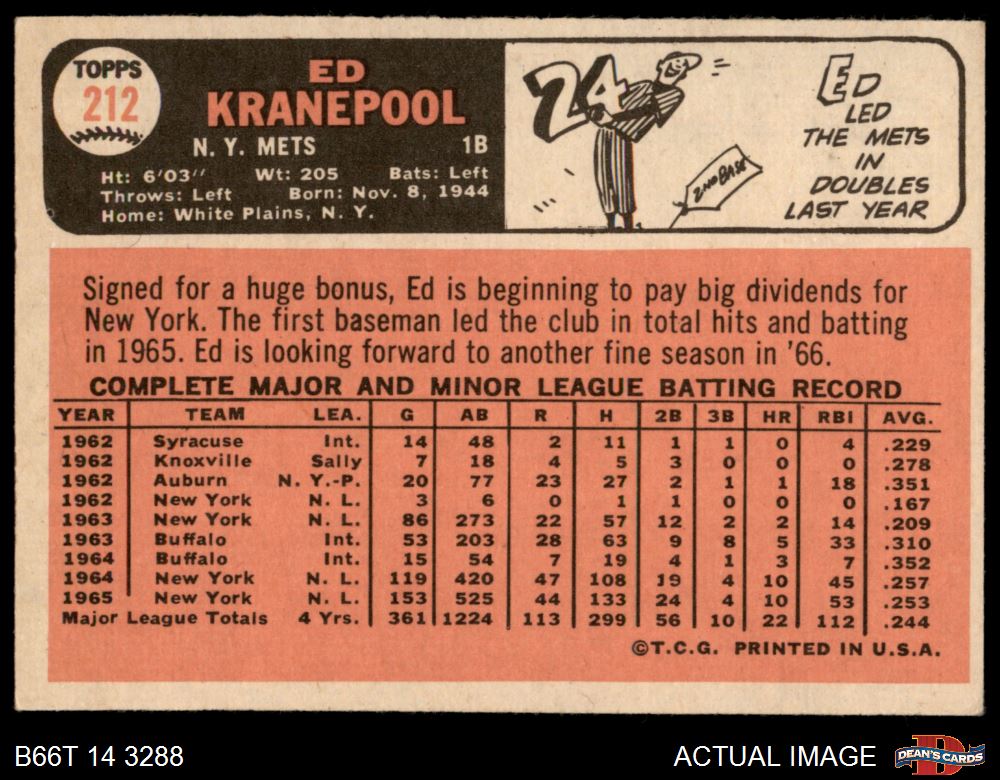 TOPPS
212
ED
KRANEPOOL
N. Y. METS 1B
Ht: 6'03" Wt: 205 Bats: Left
Throws: Left Born: Nov. 8, 1944
Home: White Plains, N. Y.
24
2ND BASE
ED
LED
THE METS
IN
DOUBLES
LAST YEAR
Signed for a huge bonus, Ed is beginning to pay big dividends for
New York. The first baseman led the club in total hits and batting
in 1965. Ed is looking forward to another fine season in '66.
COMPLETE MAJOR AND MINOR LEAGUE BATTING RECORD
YEAR TEAM LEA. G AB R H 2B 3B HR RBI AVG.
1962 Syracuse Int. 14 48 2 11 1 1 0 4 .229
1962 Knoxville Sally 7 18 4 5 3 0 0 0 .278
1962 Auburn N. Y.-P. 20 77 23 27 2 1 1 18 .351
1962 New York N. L. 3 6 0 1 1 0 0 0 .167
1963 New York N. L. 86 273 22 57 12 2 2 14 .209
1963 Buffalo Int. 53 203 28 63 9 8 5 33 .310
1964 Buffalo Int. 15 54 7 19 4 1 3 7 .352
1964 New York N. L. 119 420 47 108 19 4 10 45 .257
1965 New York N. L. 153 525 44 133 24 4 10 53 .253
Major League Totals 4 Yrs. 361 1224 113 299 56 10 22 112 .244
©T.C.G. PRINTED IN U.S.A.
B66T 14 3288
ACTUAL IMAGE
DEAN'S CARDS